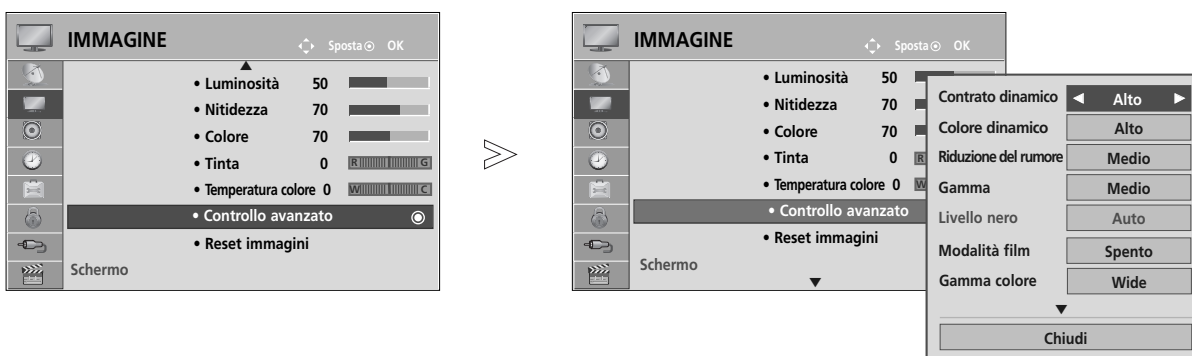 IMMAGINE
Sposta OK
• Luminosità 50
• Nitidezza 70
• Colore 70
• Tinta 0 R G
• Temperatura colore 0 W C
• Controllo avanzato
• Reset immagini
Schermo
IMMAGINE
Sposta OK
• Luminosità 50
• Nitidezza 70
• Colore 70
• Tinta 0 R
• Temperatura colore 0 W
• Controllo avanzato
• Reset immagini
Schermo
Contrato dinamico Alto
Colore dinamico Alto
Riduzione del rumore Medio
Gamma Medio
Livello nero Auto
Modalità film Spento
Gamma colore Wide
Chiudi